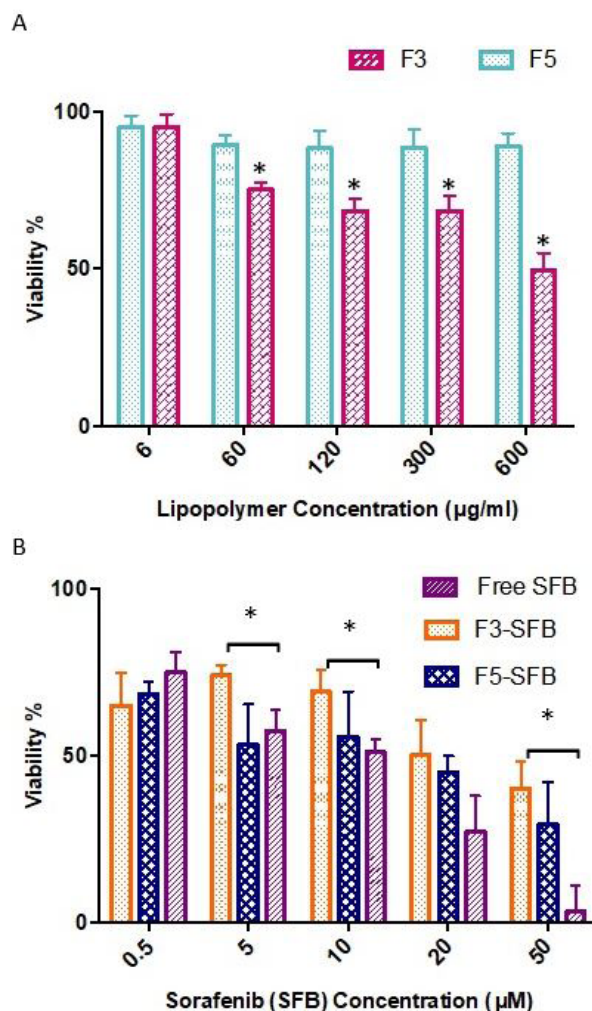 A
F3 F5
100
50
0
Viability %
* * * *
6 60 120 300 600
Lipopolymer Concentration (µg/ml)
B
Free SFB
F3-SFB
F5-SFB
100
50
0
Viability %
* * *
0.5 5 10 20 50
Sorafenib (SFB) Concentration (µM)